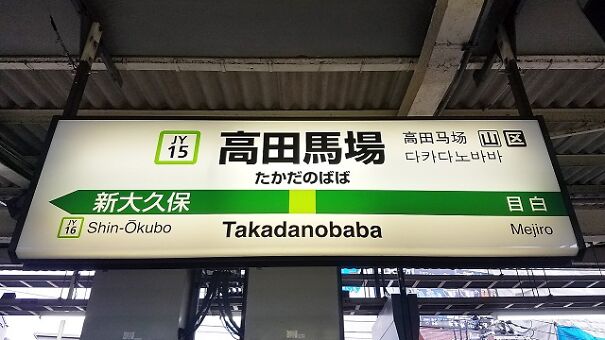 JY
15
高田馬場
たかだのばば
高田马场 山 区
다카다노바바
新大久保
目白
JY
16
Shin-Ōkubo
Takadanobaba
Mejiro